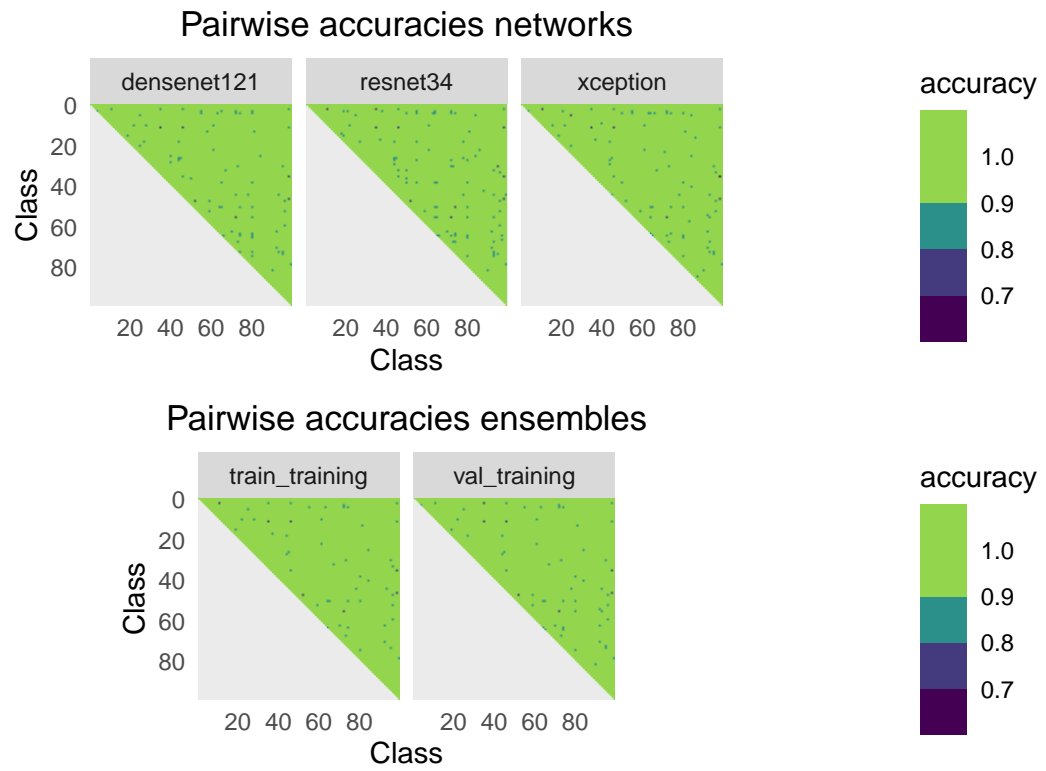 Pairwise accuracies networks
densenet121 resnet34 xception
Class
0
20
40
60
80
20 40 60 80 20 40 60 80 20 40 60 80
Class
accuracy
1.0
0.9
0.8
0.7
Pairwise accuracies ensembles
train_training val_training
Class
0
20
40
60
80
20 40 60 80 20 40 60 80
Class
accuracy
1.0
0.9
0.8
0.7